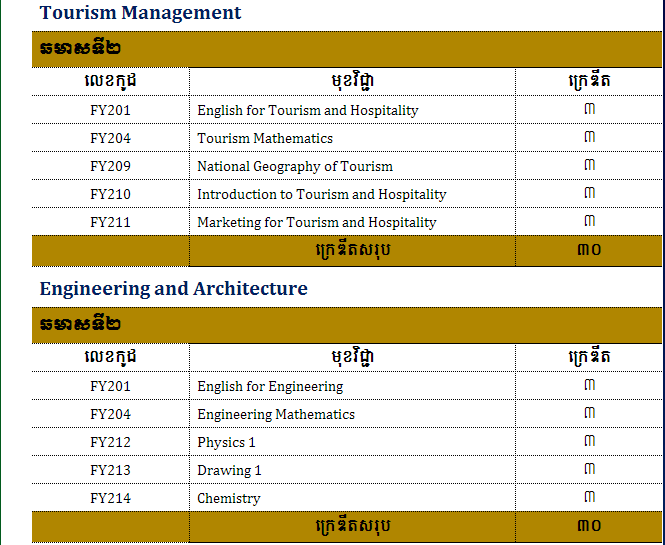 Tourism Management
ឆមាសទី២
លេខកូដ មុខវិជ្ជា ក្រេឌីត
FY201 English for Tourism and Hospitality ៣
FY204 Tourism Mathematics ៣
FY209 National Geography of Tourism ៣
FY210 Introduction to Tourism and Hospitality ៣
FY211 Marketing for Tourism and Hospitality ៣
ក្រេឌីតសរុប ៣០
Engineering and Architecture
ឆមាសទី២
លេខកូដ មុខវិជ្ជា ក្រេឌីត
FY201 English for Engineering ៣
FY204 Engineering Mathematics ៣
FY212 Physics 1 ៣
FY213 Drawing 1 ៣
FY214 Chemistry ៣
ក្រេឌីតសរុប ៣០